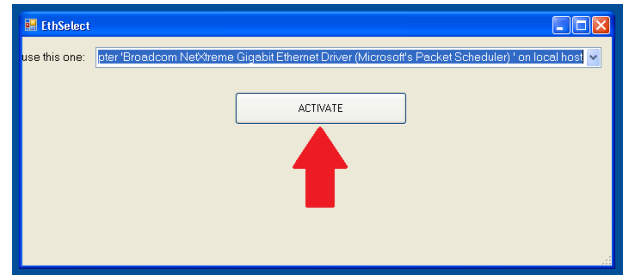 EthSelect
use this one: pter 'Broadcom NetXtreme Gigabit Ethernet Driver (Microsoft's Packet Scheduler) ' on local host
ACTIVATE